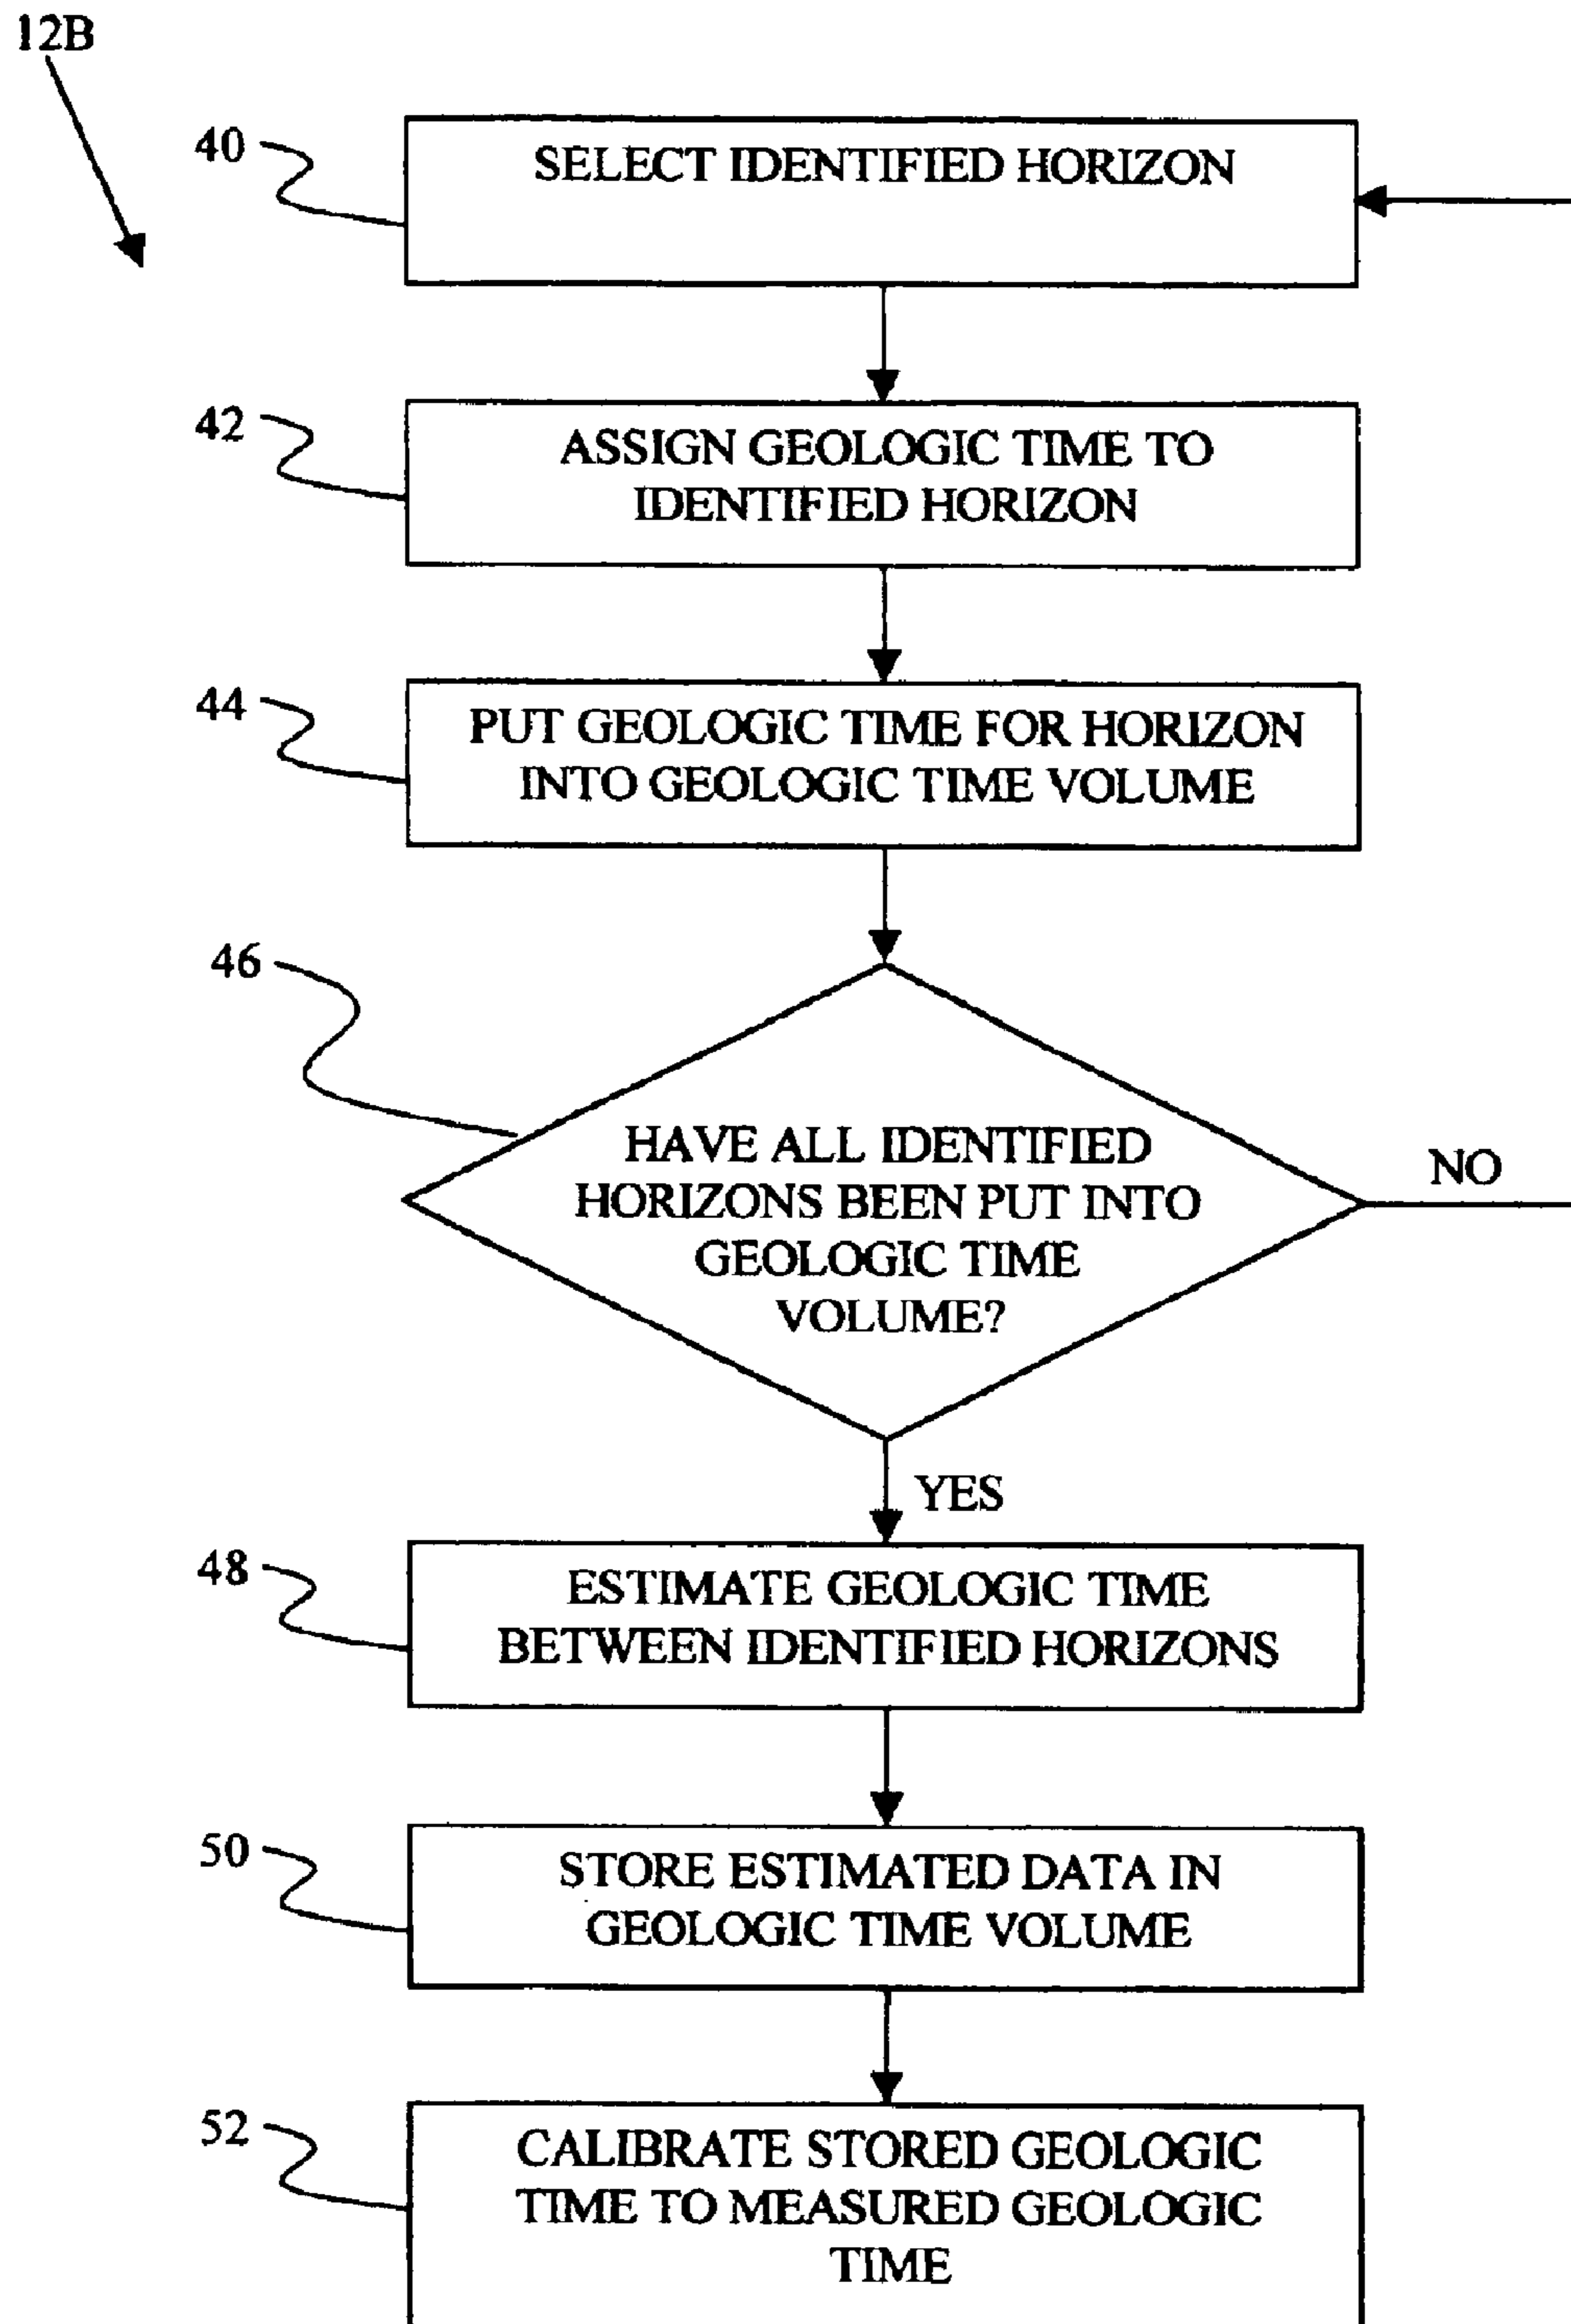 12B
40
SELECT IDENTIFIED HORIZON
42
ASSIGN GEOLOGIC TIME TO
IDENTIFIED HORIZON
44
PUT GEOLOGIC TIME FOR HORIZON
INTO GEOLOGIC TIME VOLUME
46
HAVE ALL IDENTIFIED
HORIZONS BEEN PUT INTO
GEOLOGIC TIME
VOLUME?
NO
YES
48
ESTIMATE GEOLOGIC TIME
BETWEEN IDENTIFIED HORIZONS
50
STORE ESTIMATED DATA IN
GEOLOGIC TIME VOLUME
52
CALIBRATE STORED GEOLOGIC
TIME TO MEASURED GEOLOGIC
TIME